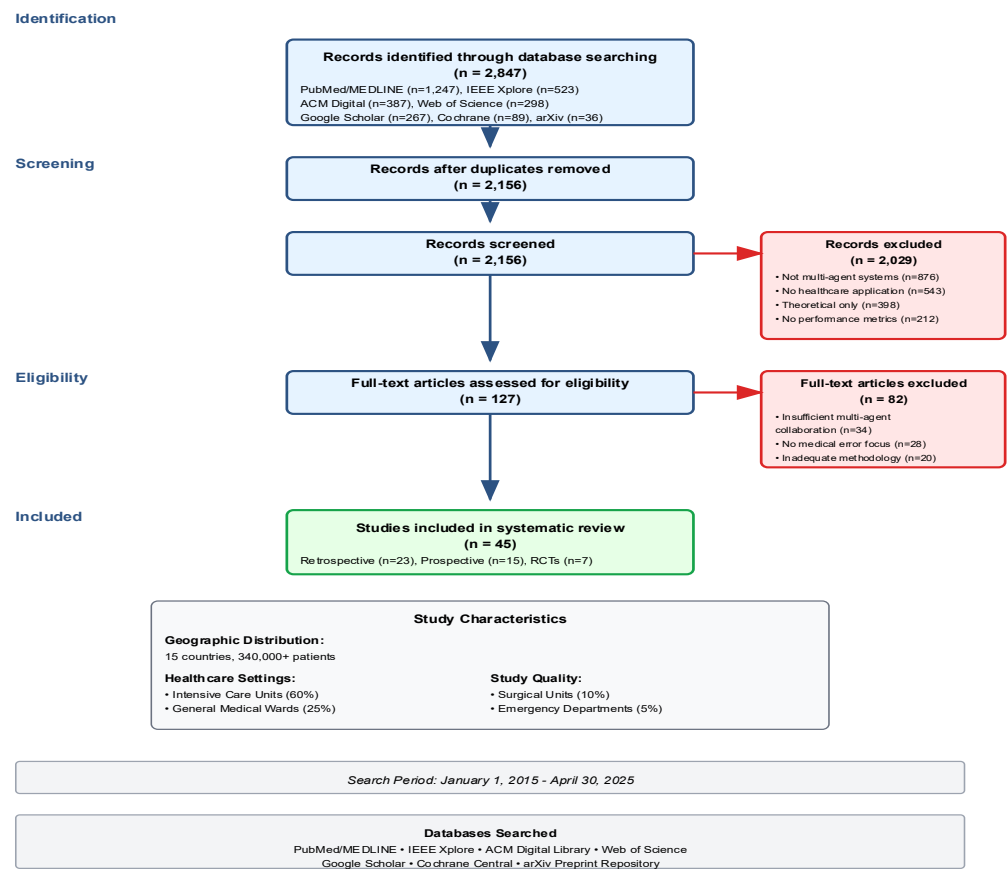 Identification
Records identified through database searching
(n = 2,847)
PubMed/MEDLINE (n=1,247), IEEE Xplore (n=523)
ACM Digital (n=387), Web of Science (n=298)
Google Scholar (n=267), Cochrane (n=89), arXiv (n=36)
Screening
Records after duplicates removed
(n = 2,156)
Records screened
(n = 2,156)
Records excluded
(n = 2,029)
• Not multi-agent systems (n=876)
• No healthcare application (n=543)
• Theoretical only (n=398)
• No performance metrics (n=212)
Eligibility
Full-text articles assessed for eligibility
(n = 127)
Full-text articles excluded
(n = 82)
• Insufficient multi-agent
collaboration (n=34)
• No medical error focus (n=28)
• Inadequate methodology (n=20)
Included
Studies included in systematic review
(n = 45)
Retrospective (n=23), Prospective (n=15), RCTs (n=7)
Study Characteristics
Geographic Distribution:
15 countries, 340,000+ patients
Healthcare Settings:
• Intensive Care Units (60%)
• General Medical Wards (25%)
Study Quality:
• Surgical Units (10%)
• Emergency Departments (5%)
Search Period: January 1, 2015 - April 30, 2025
Databases Searched
PubMed/MEDLINE • IEEE Xplore • ACM Digital Library • Web of Science
Google Scholar • Cochrane Central • arXiv Preprint Repository